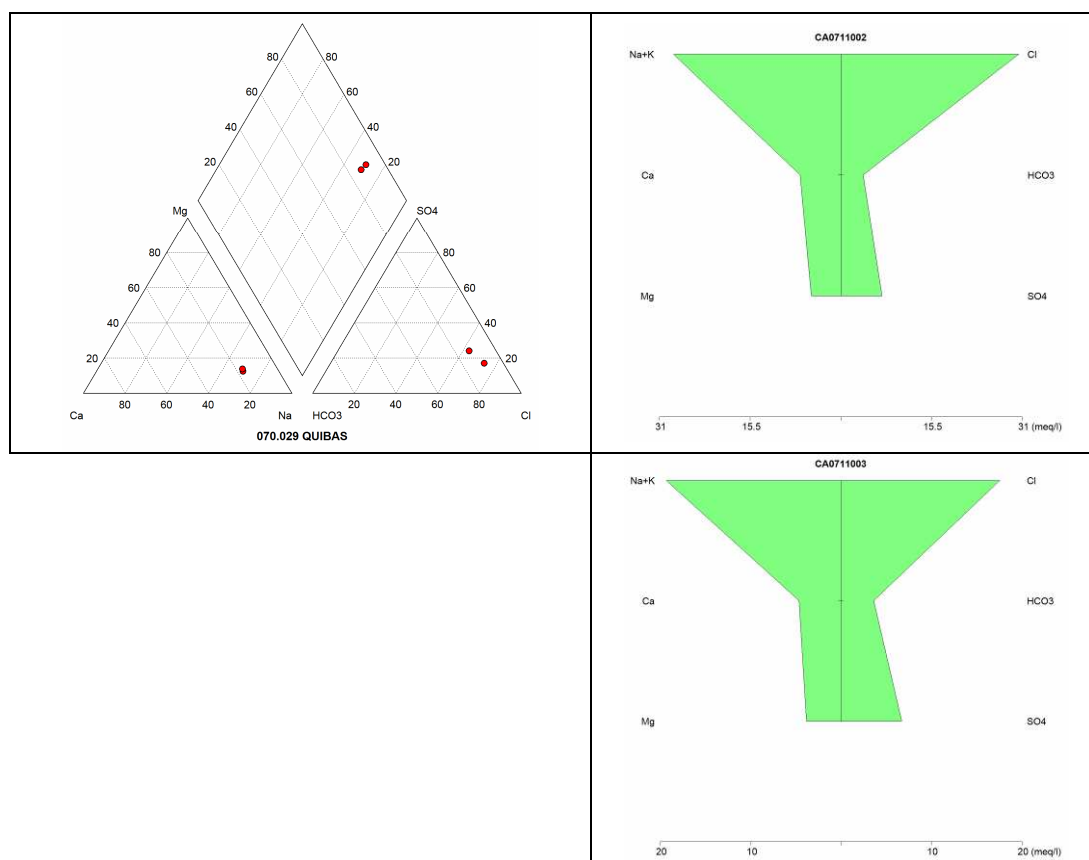 80 80
60 60
40 40
20 20
Mg SO4
80 80
60 60
40 40
20 20
80 60 40 20 20 40 60 80
Ca Na HCO3 Cl
070.029 QUIBAS
CA0711002
Na+K Cl
Ca HCO3
Mg SO4
31 15.5 15.5 31 (meq/l)
CA0711003
Na+K Cl
Ca HCO3
Mg SO4
20 10 10 20 (meq/l)